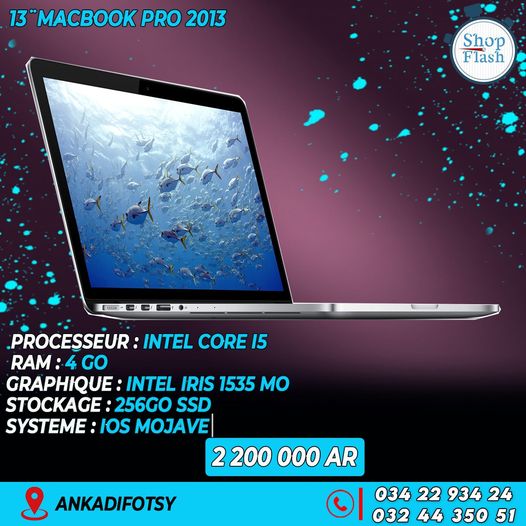 13¨MACBOOK PRO 2013
Shop
Flash
PROCESSEUR : INTEL CORE I5
RAM : 4 GO
GRAPHIQUE : INTEL IRIS 1535 MO
STOCKAGE : 256GO SSD
SYSTEME : IOS MOJAVE
2 200 000 AR
ANKADIFOTSY
034 22 934 24
032 44 350 51